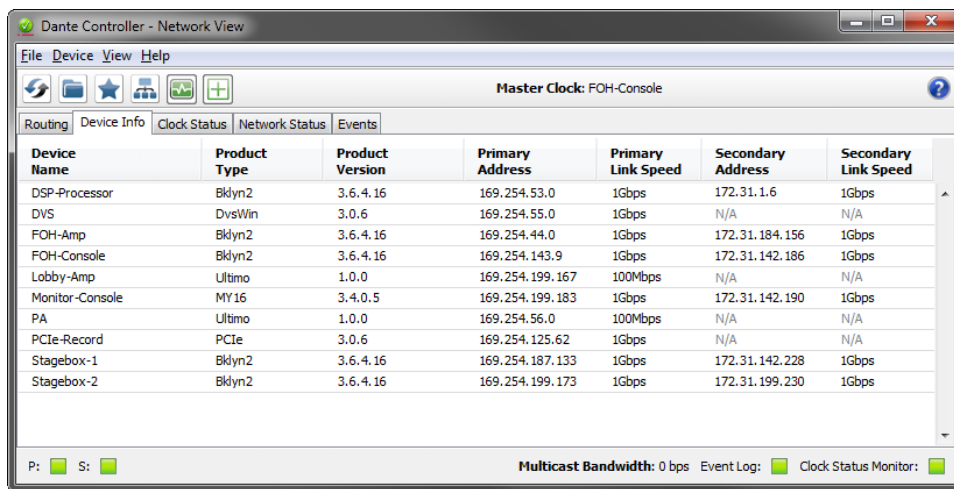 Dante Controller - Network View
File Device View Help
Master Clock: FOH-Console
Routing Device Info Clock Status Network Status Events
Device Name Product Type Product Version Primary Address Primary Link Speed Secondary Address Secondary Link Speed
DSP-Processor Bklyn2 3.6.4.16 169.254.53.0 1Gbps 172.31.1.6 1Gbps
DVS DvsWin 3.0.6 169.254.55.0 1Gbps N/A N/A
FOH-Amp Bklyn2 3.6.4.16 169.254.44.0 1Gbps 172.31.184.156 1Gbps
FOH-Console Bklyn2 3.6.4.16 169.254.143.9 1Gbps 172.31.142.186 1Gbps
Lobby-Amp Ultimo 1.0.0 169.254.199.167 100Mbps N/A N/A
Monitor-Console MY16 3.4.0.5 169.254.199.183 1Gbps 172.31.142.190 1Gbps
PA Ultimo 1.0.0 169.254.56.0 100Mbps N/A N/A
PCIe-Record PCIe 3.0.6 169.254.125.62 1Gbps N/A N/A
Stagebox-1 Bklyn2 3.6.4.16 169.254.187.133 1Gbps 172.31.142.228 1Gbps
Stagebox-2 Bklyn2 3.6.4.16 169.254.199.173 1Gbps 172.31.199.230 1Gbps
P: S: Multicast Bandwidth: 0 bps Event Log: Clock Status Monitor: